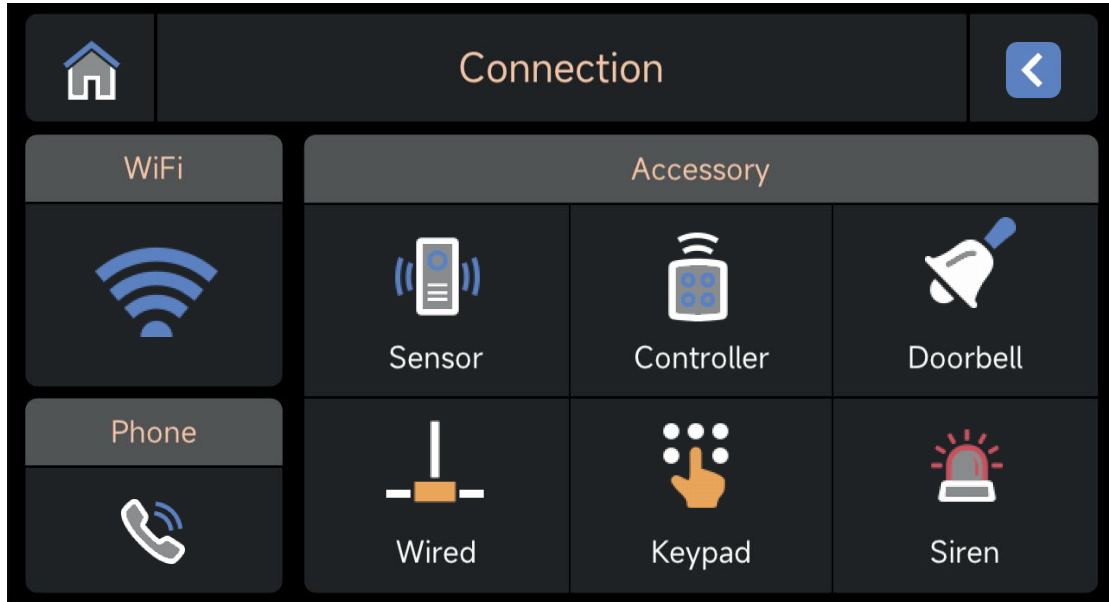 Connection
WiFi
Accessory
Sensor
Controller
Doorbell
Phone
Wired
Keypad
Siren